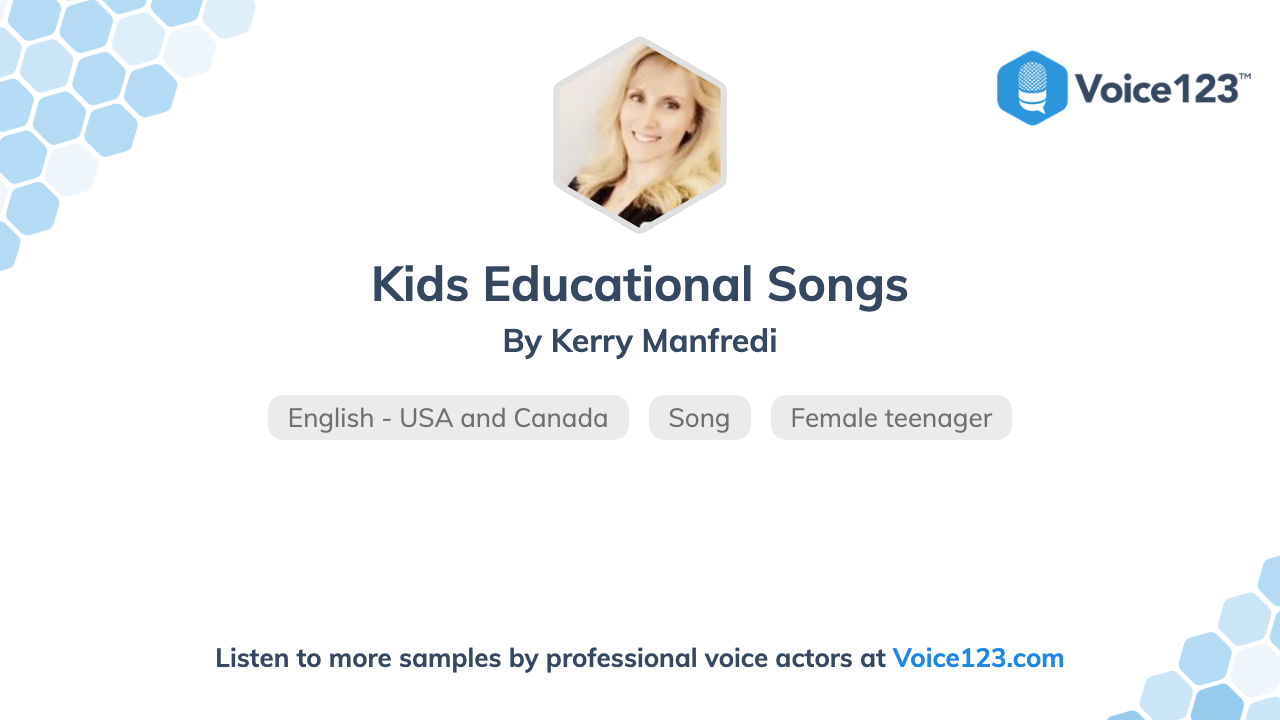 Voice123™
Kids Educational Songs
By Kerry Manfredi
English - USA and Canada
Song
Female teenager
Listen to more samples by professional voice actors at Voice123.com